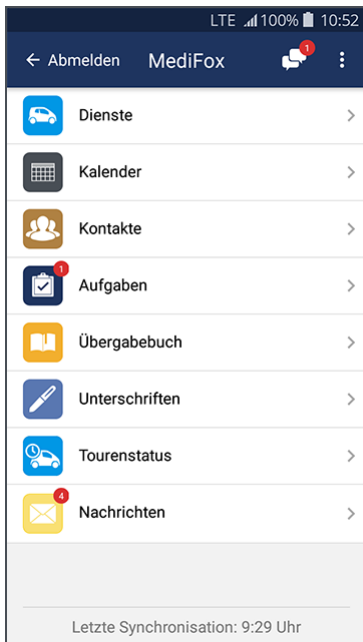 LTE 100% 10:52
← Abmelden MediFox 1
Dienste
Kalender
Kontakte
1
Aufgaben
Übergabebuch
Unterschriften
Tourenstatus
4
Nachrichten
Letzte Synchronisation: 9:29 Uhr